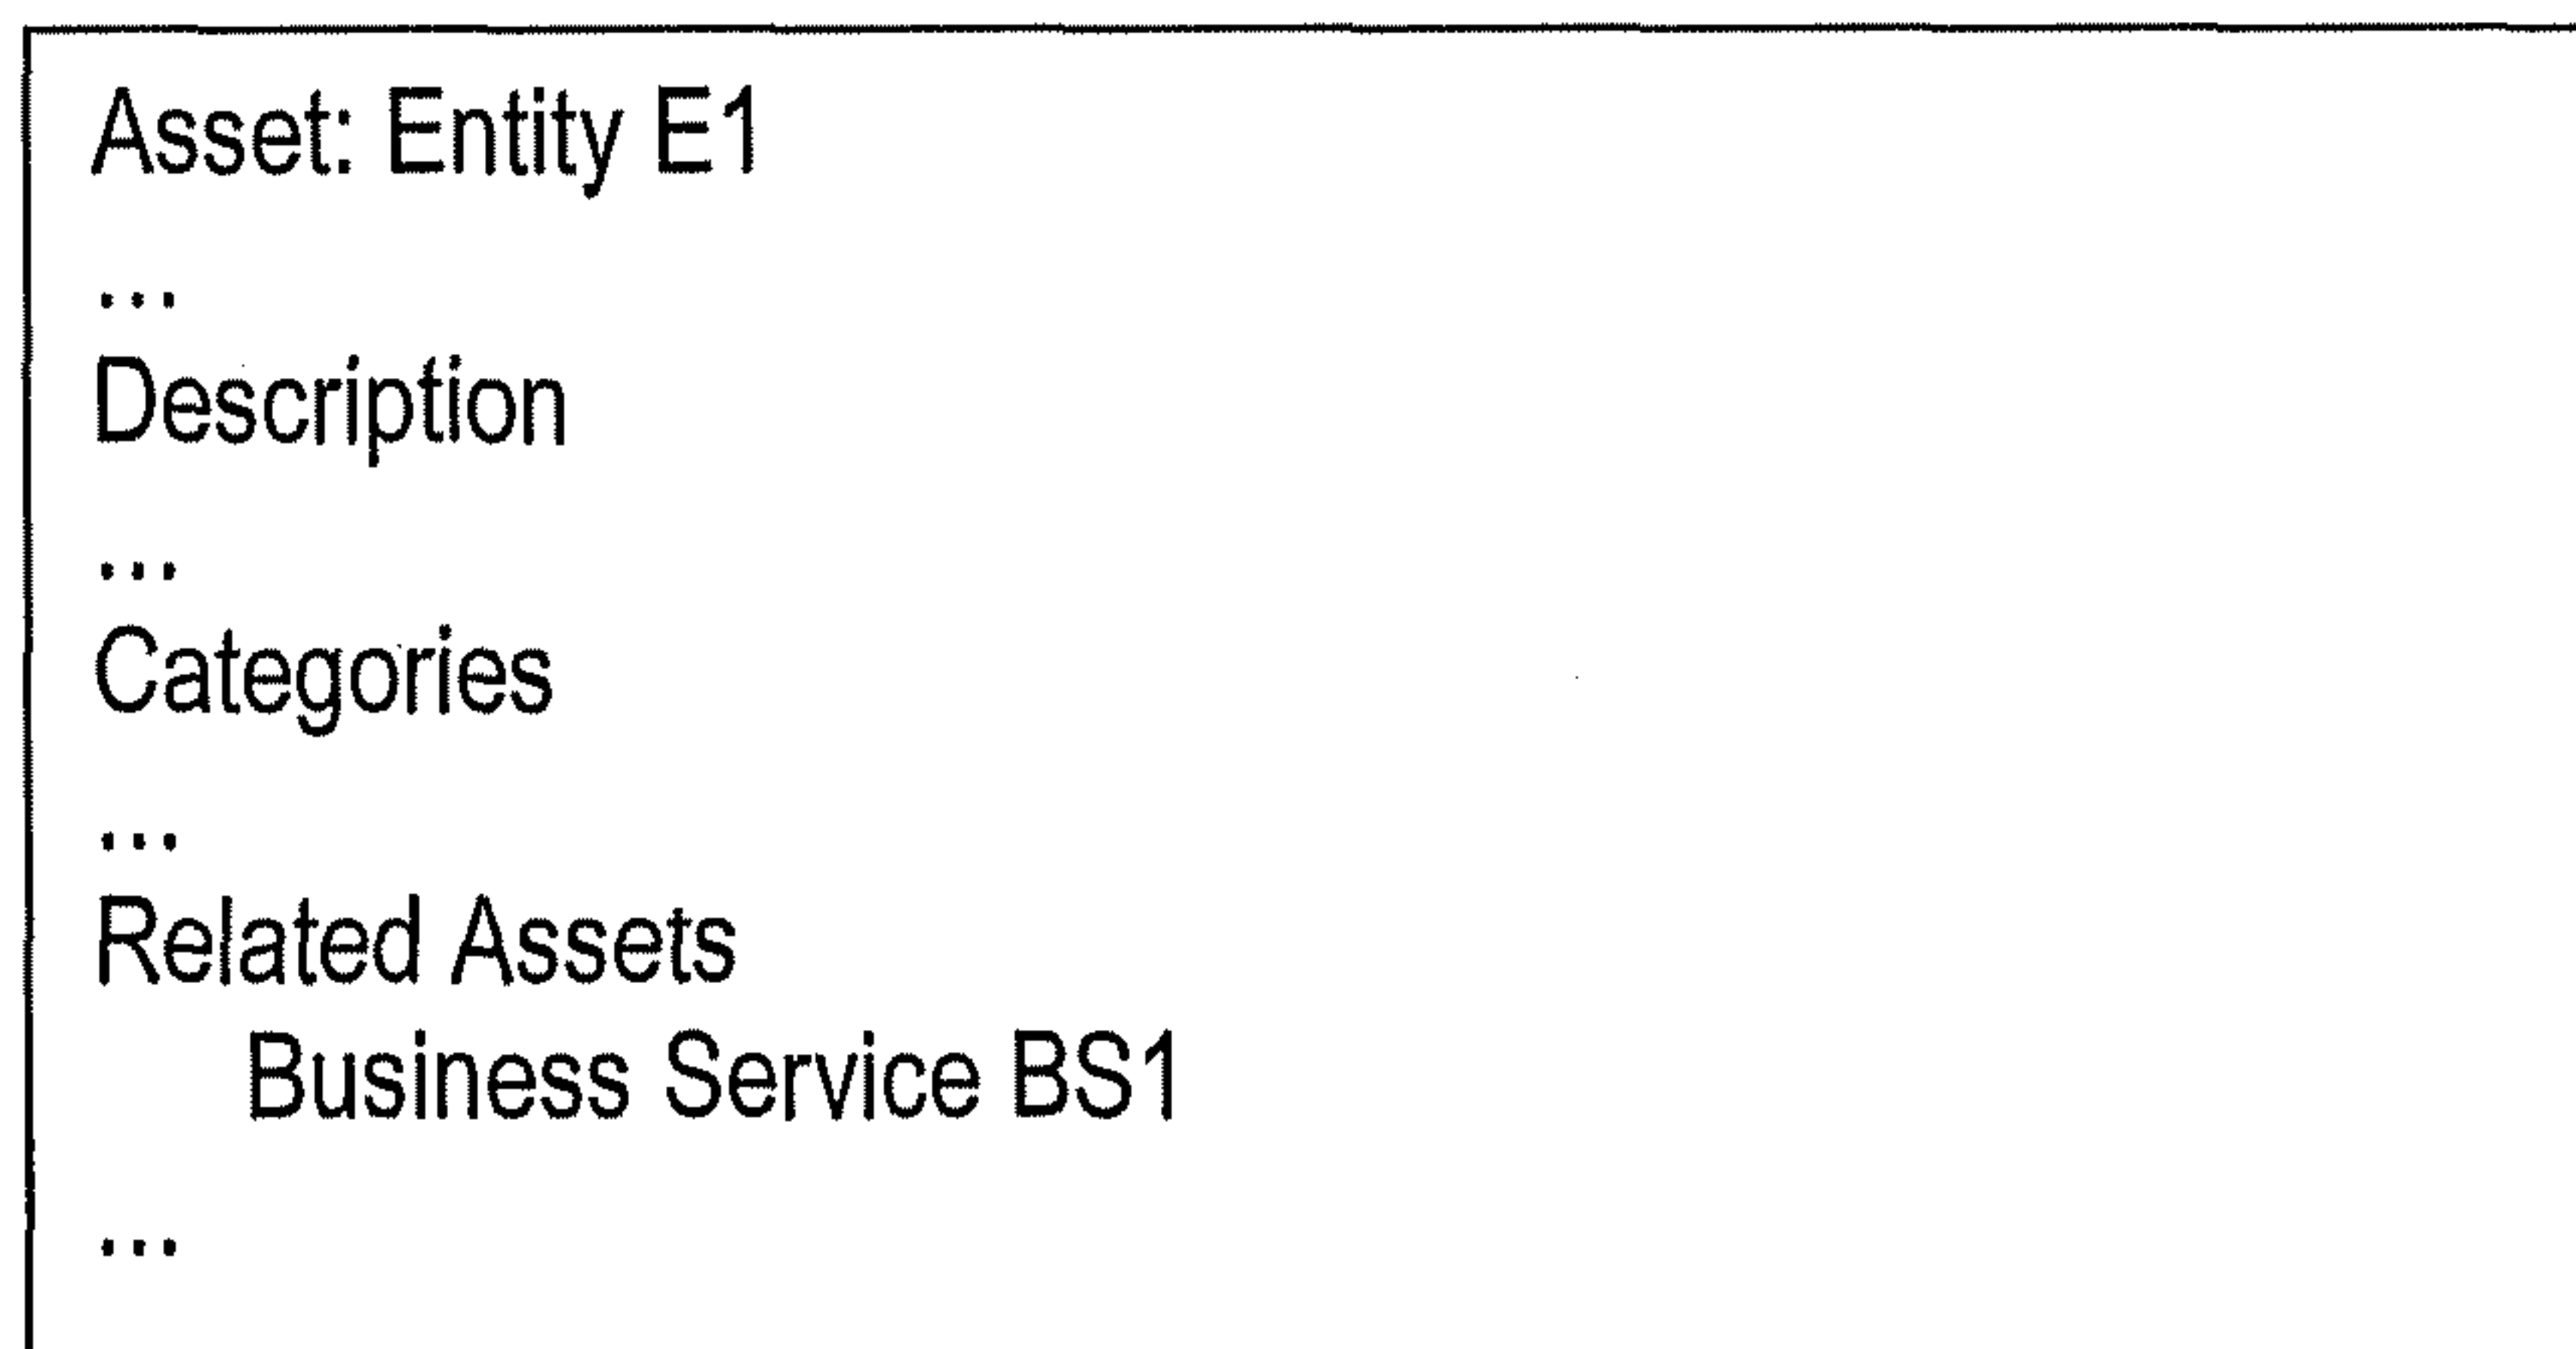 Asset: Entity E1
...
Description
...
Categories
...
Related Assets
Business Service BS1
...